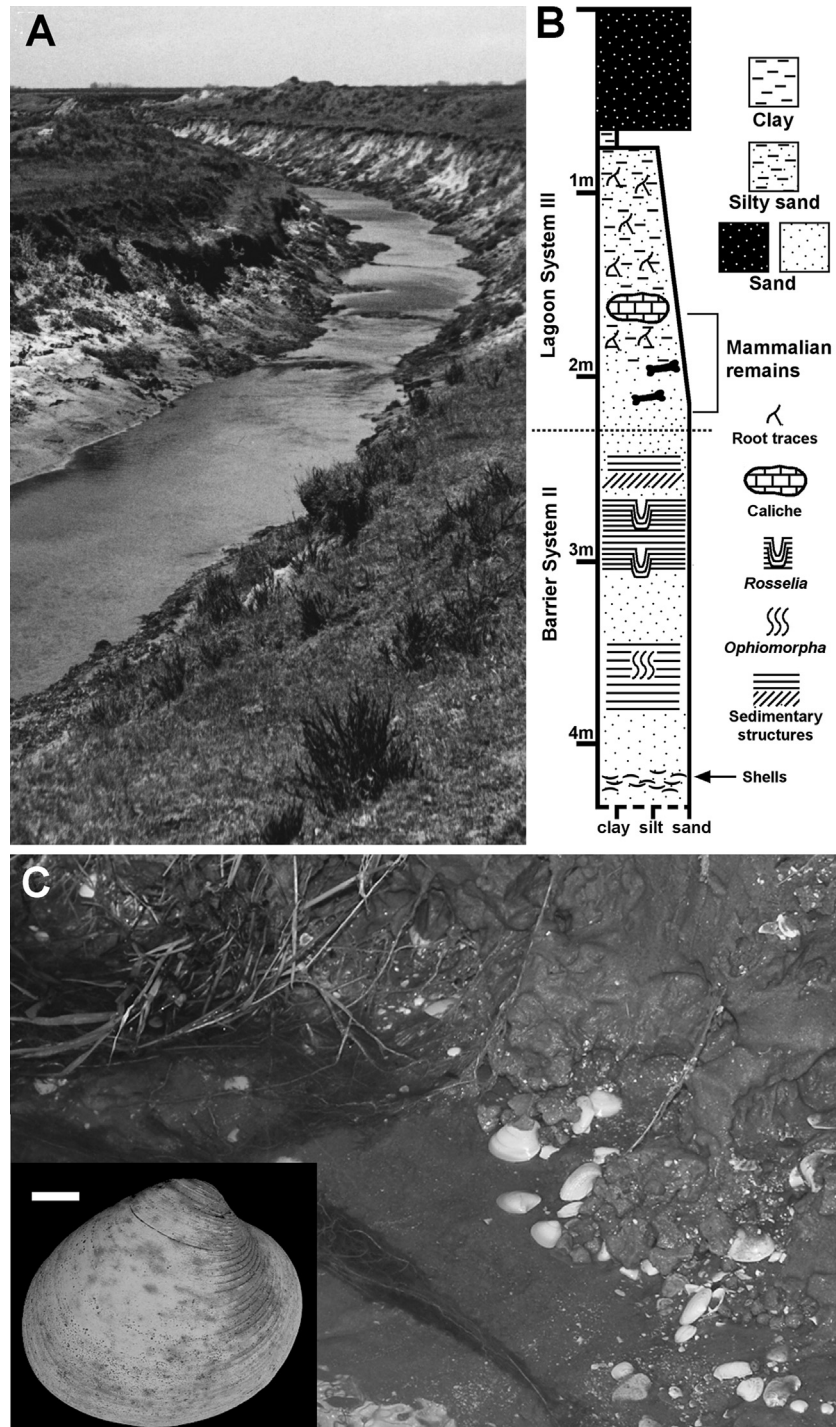 A
B
Lagoon System III
Barrier System II
1m
2m
3m
4m
clay silt sand
Clay
Silty sand
Sand
Mammalian
remains
Root traces
Caliche
Rosselia
Ophiomorpha
Sedimentary
structures
Shells
C